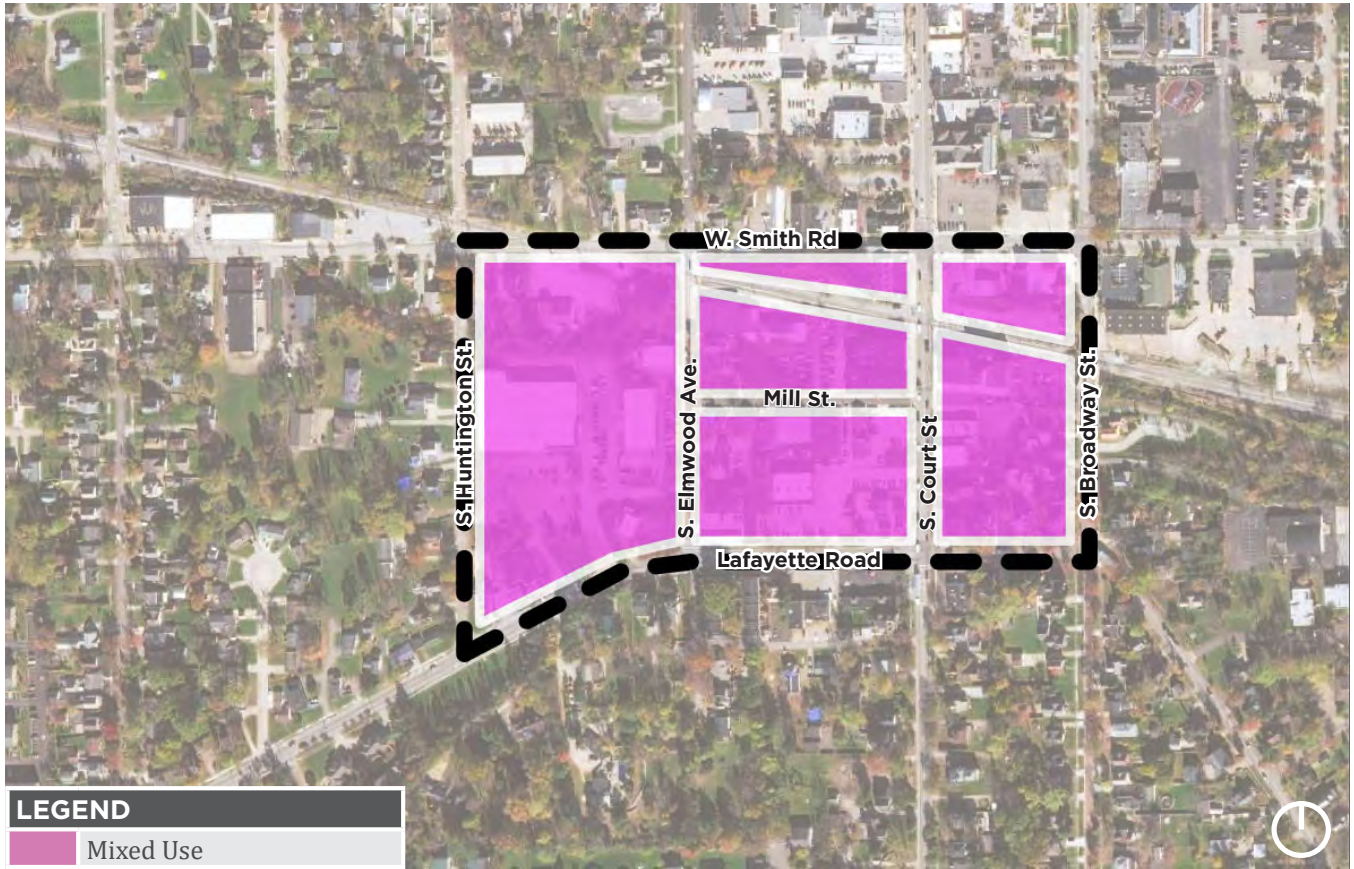 W. Smith Rd
S. Huntington St.
S. Elmwood Ave.
Mill St.
S. Court St
S. Broadway St.
Lafayette Road
LEGEND
Mixed Use